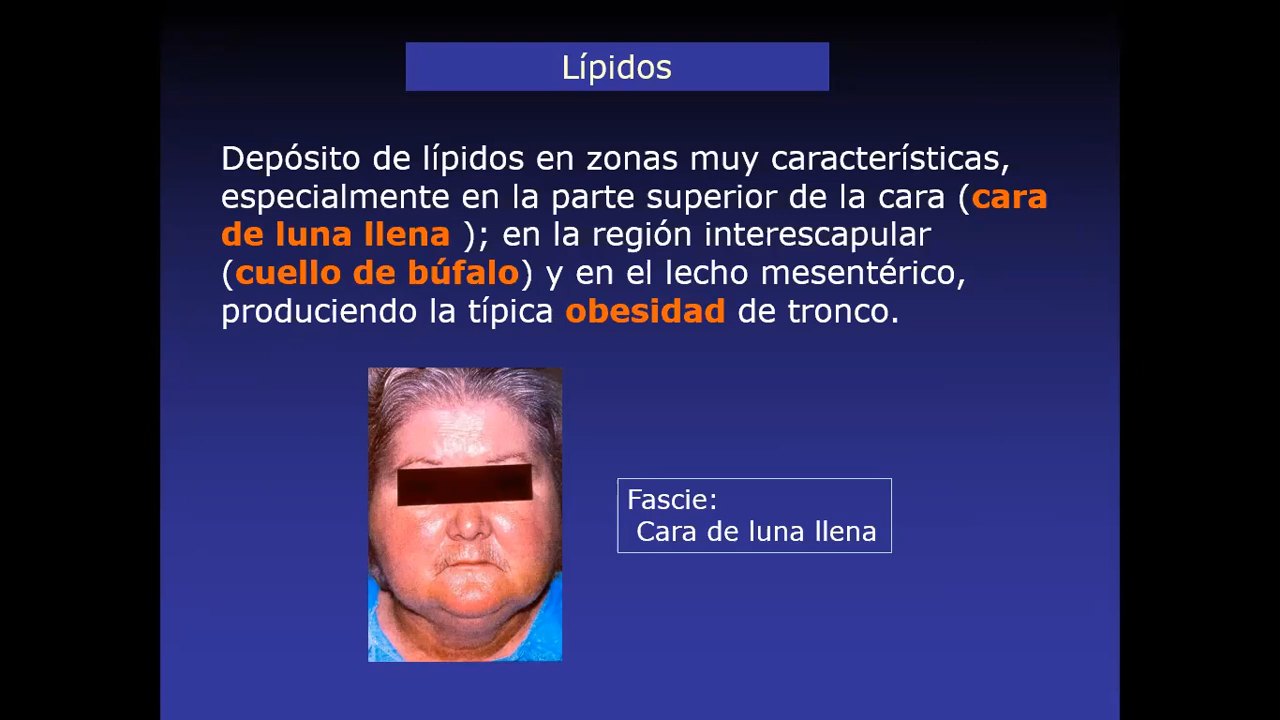 Lípidos
Depósito de lípidos en zonas muy características,
especialmente en la parte superior de la cara (cara
de luna llena ); en la región interescapular
(cuello de búfalo) y en el lecho mesentérico,
produciendo la típica obesidad de tronco.
Fascie:
Cara de luna llena